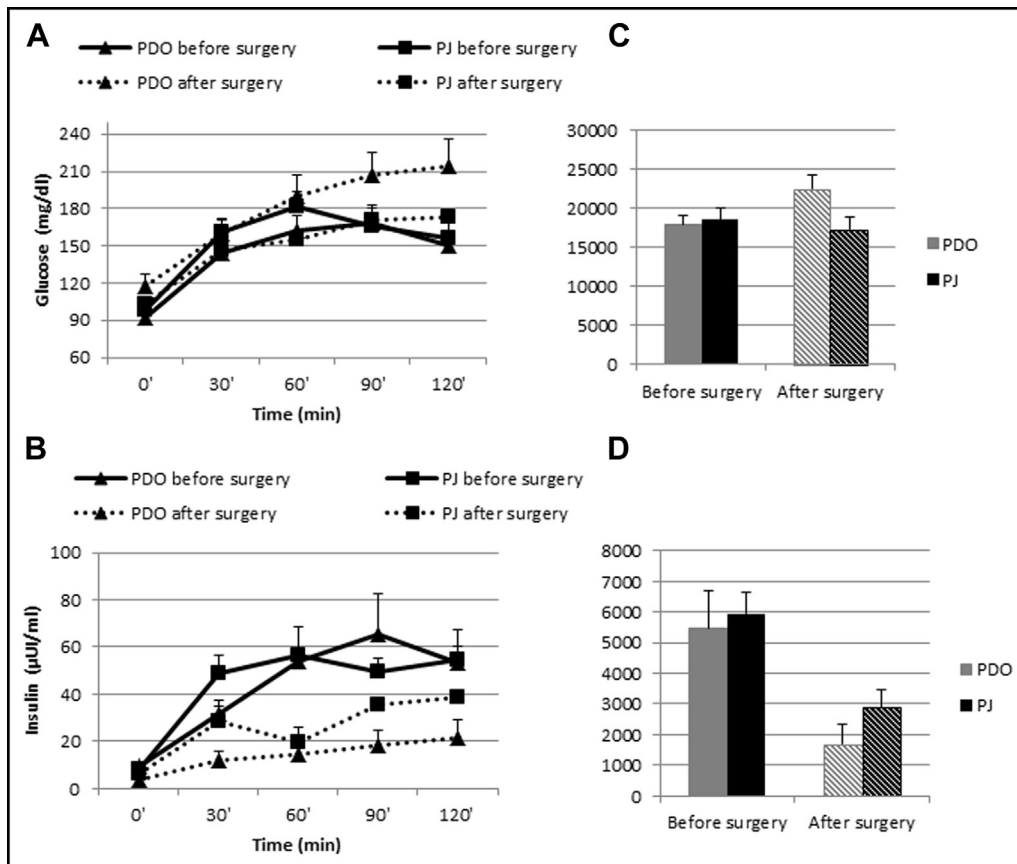 A
PDO before surgery
PJ before surgery
PDO after surgery
PJ after surgery
Glucose (mg/dl)
240
210
180
150
120
90
60
0' 30' 60' 90' 120'
Time (min)
C
30000
25000
20000
15000
10000
5000
0
Before surgery After surgery
PDO
PJ
B
PDO before surgery
PJ before surgery
PDO after surgery
PJ after surgery
Insulin (µUI/ml)
100
80
60
40
20
0
0' 30' 60' 90' 120'
Time (min)
D
8000
7000
6000
5000
4000
3000
2000
1000
0
Before surgery After surgery
PDO
PJ